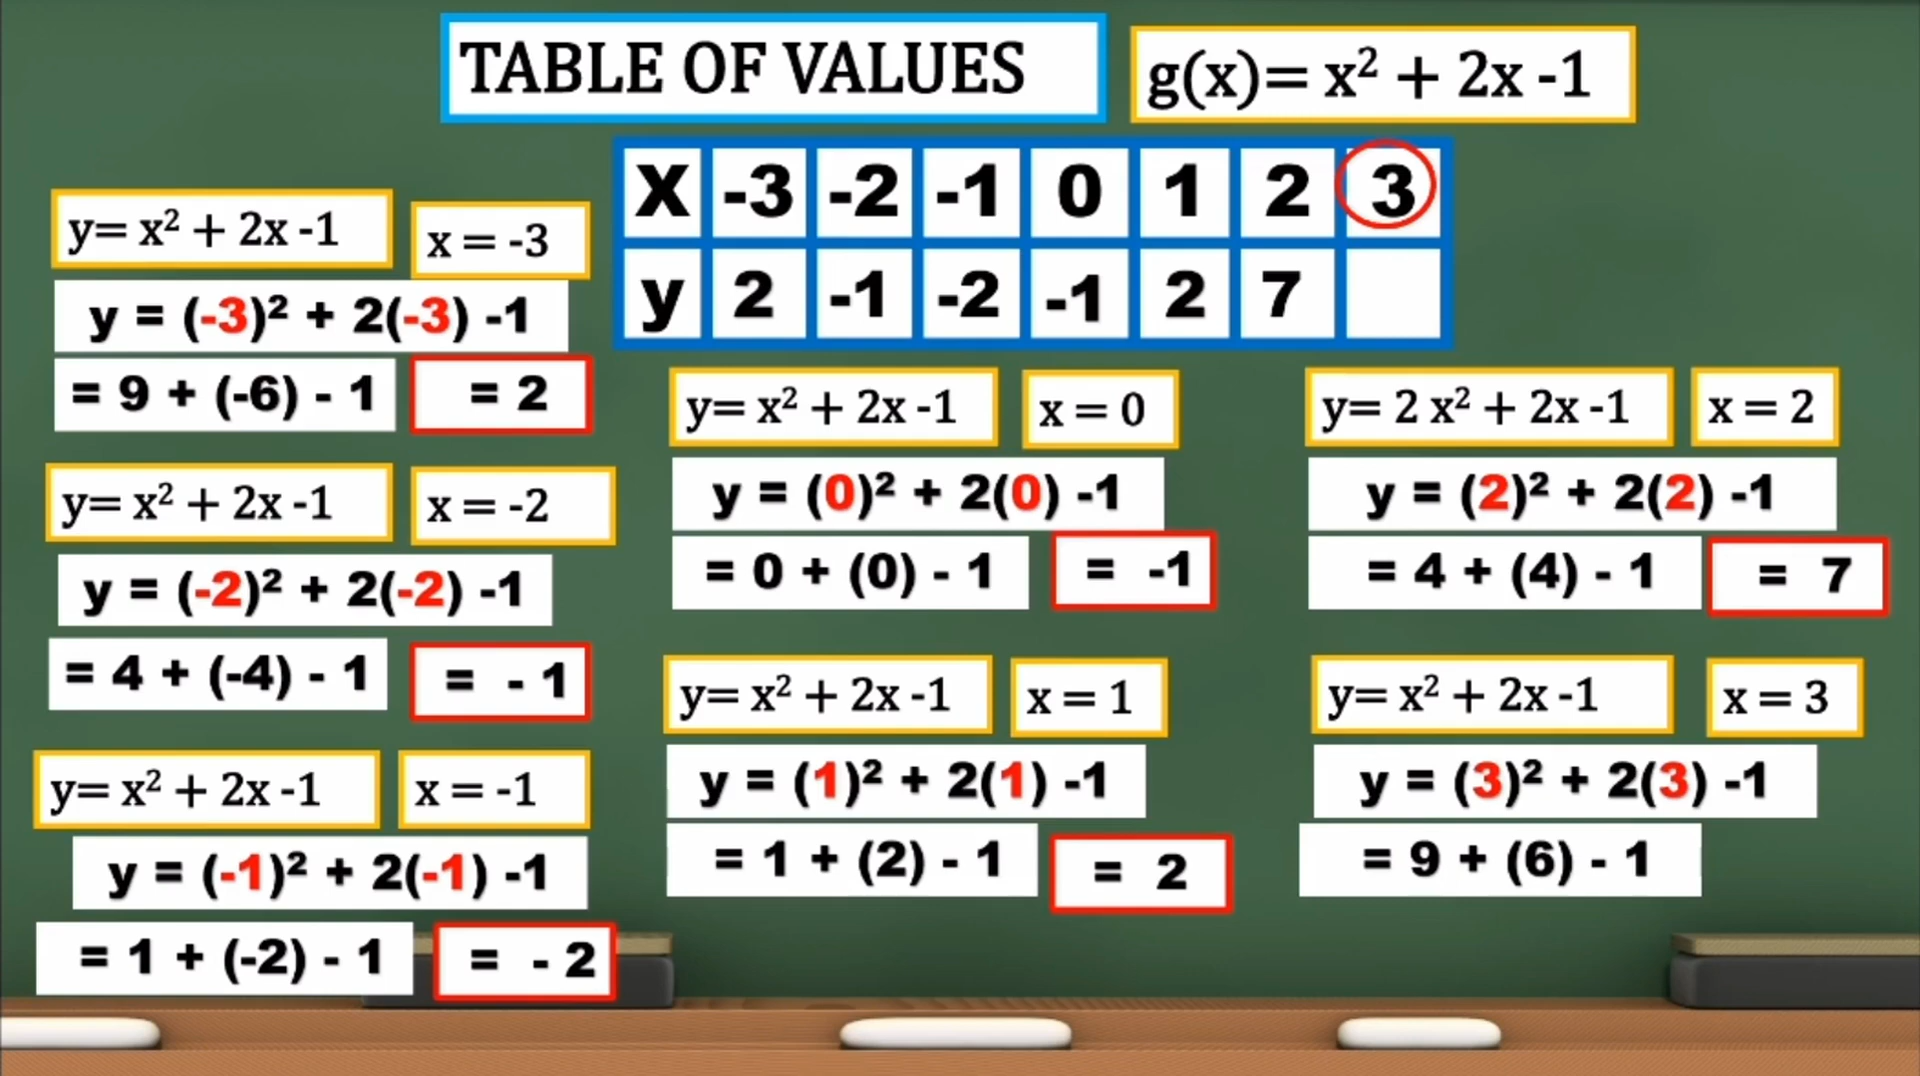 TABLE OF VALUES
g(x)= x² + 2x -1
X -3 -2 -1 0 1 2 3
y 2 -1 -2 -1 2 7
y= x² + 2x -1
x = -3
y = (-3)² + 2(-3) -1
= 9 + (-6) - 1
= 2
y= x² + 2x -1
x = -2
y = (-2)² + 2(-2) -1
= 4 + (-4) - 1
= - 1
y= x² + 2x -1
x = -1
y = (-1)² + 2(-1) -1
= 1 + (-2) - 1
= - 2
y= x² + 2x -1
x = 0
y = (0)² + 2(0) -1
= 0 + (0) - 1
= -1
y= x² + 2x -1
x = 1
y = (1)² + 2(1) -1
= 1 + (2) - 1
= 2
y= 2 x² + 2x -1
x = 2
y = (2)² + 2(2) -1
= 4 + (4) - 1
= 7
y= x² + 2x -1
x = 3
y = (3)² + 2(3) -1
= 9 + (6) - 1